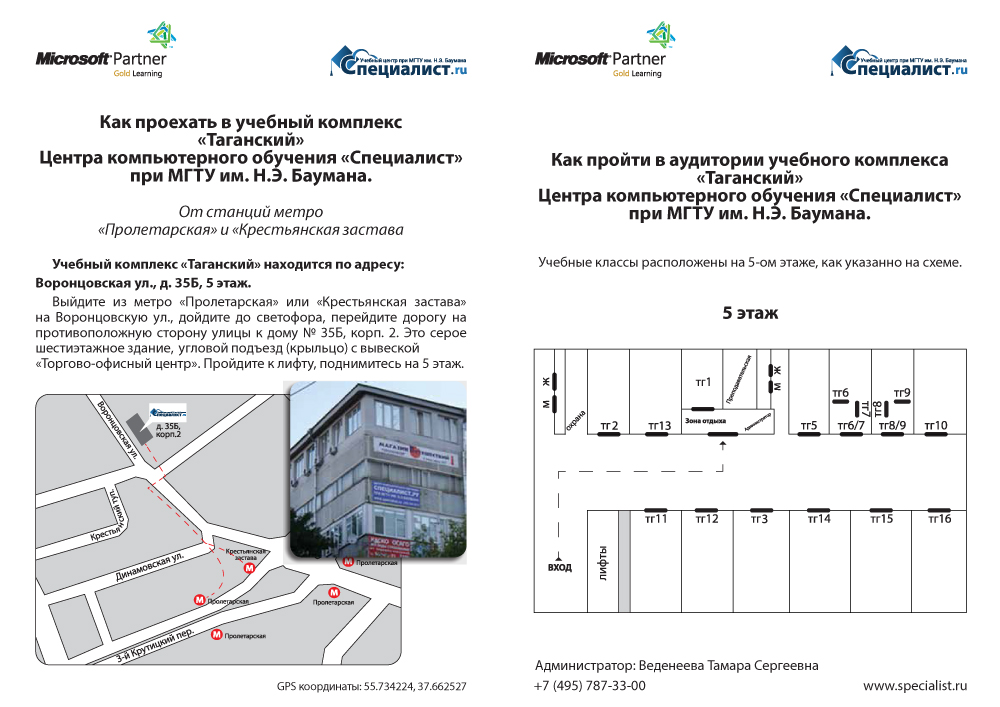 Microsoft Partner
Gold Learning
Учебный центр при МГТУ им. Н.Э. Баумана
Специалист.ru
Как проехать в учебный комплекс
«Таганский»
Центра компьютерного обучения «Специалист»
при МГТУ им. Н.Э. Баумана.
От станций метро
«Пролетарская» и «Крестьянская застава
Учебный комплекс «Таганский» находится по адресу:
Воронцовская ул., д. 35Б, 5 этаж.
Выйдите из метро «Пролетарская» или «Крестьянская застава»
на Воронцовскую ул., дойдите до светофора, перейдите дорогу на
противоположную сторону улицы к дому № 35Б, корп. 2. Это серое
шестиэтажное здание, угловой подъезд (крыльцо) с вывеской
«Торгово-офисный центр». Пройдите к лифту, поднимитесь на 5 этаж.
Воронцовская ул.
Специалист.ru
д. 35Б,
корп.2
МАГАЗИН
СПЕЦИАЛИСТ.РУ
Крестьянский туп.
Динамовская ул.
Крестьянская
застава
М
М Пролетарская
М Пролетарская
М
Пролетарская
М Пролетарская
3-й Крутицкий пер.
GPS координаты: 55.734224, 37.662527
Microsoft Partner
Gold Learning
Учебный центр при МГТУ им. Н.Э. Баумана
Специалист.ru
Как пройти в аудитории учебного комплекса
«Таганский»
Центра компьютерного обучения «Специалист»
при МГТУ им. Н.Э. Баумана.
Учебные классы расположены на 5-ом этаже, как указанно на схеме.
5 этаж
Ж
М
Охрана
тг2
тг13
тг1
Преподавательская
Зона отдыха
Администратор
Ж
М
тг5
тг6
тг7
тг6/7
тг8
тг9
тг8/9
тг10
вход
лифты
тг11
тг12
тг3
тг14
тг15
тг16
Администратор: Веденеева Тамара Сергеевна
+7 (495) 787-33-00
www.specialist.ru